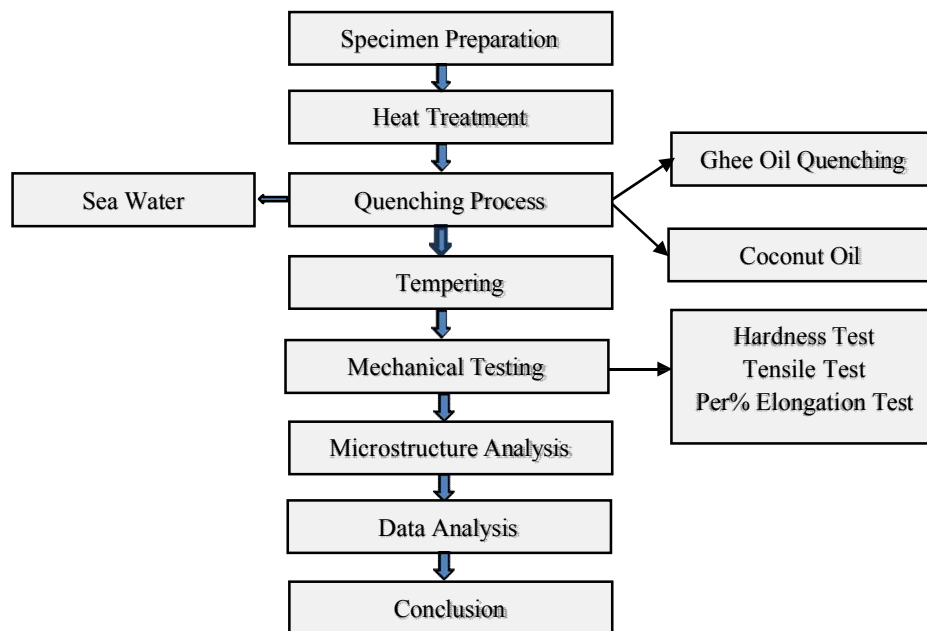 Specimen Preparation
Heat Treatment
Ghee Oil Quenching
Sea Water
Quenching Process
Coconut Oil
Tempering
Hardness Test
Tensile Test
Per% Elongation Test
Mechanical Testing
Microstructure Analysis
Data Analysis
Conclusion